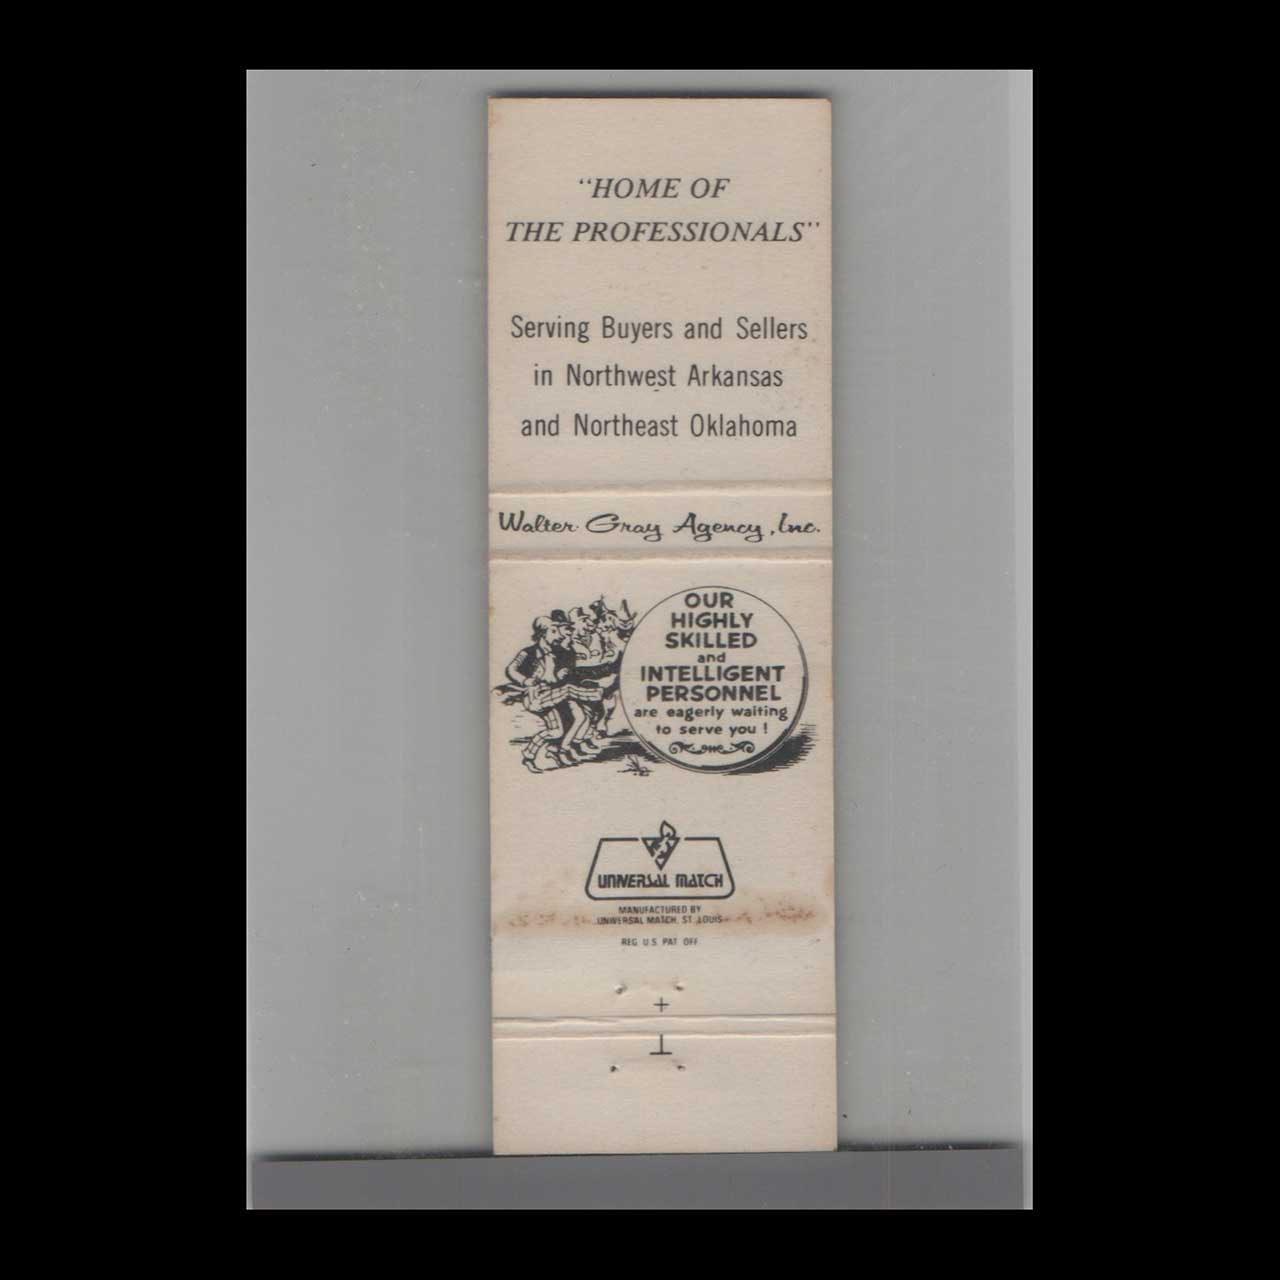 "HOME OF
THE PROFESSIONALS"
Serving Buyers and Sellers
in Northwest Arkansas
and Northeast Oklahoma
Walter Gray Agency, Inc.
OUR
HIGHLY
SKILLED
and
INTELLIGENT
PERSONNEL
are eagerly waiting
to serve you !
UNIVERSAL MATCH
MANUFACTURED BY
UNIVERSAL MATCH, ST. LOUIS
REG. U.S. PAT. OFF.